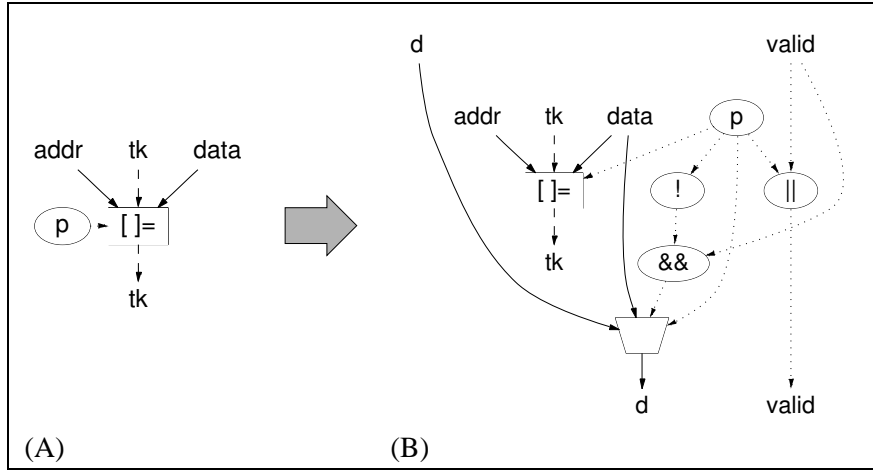 d valid
addr tk data p
addr tk data
[ ]= ! ||
p [ ]=
tk &&
tk
d valid
(A) (B)